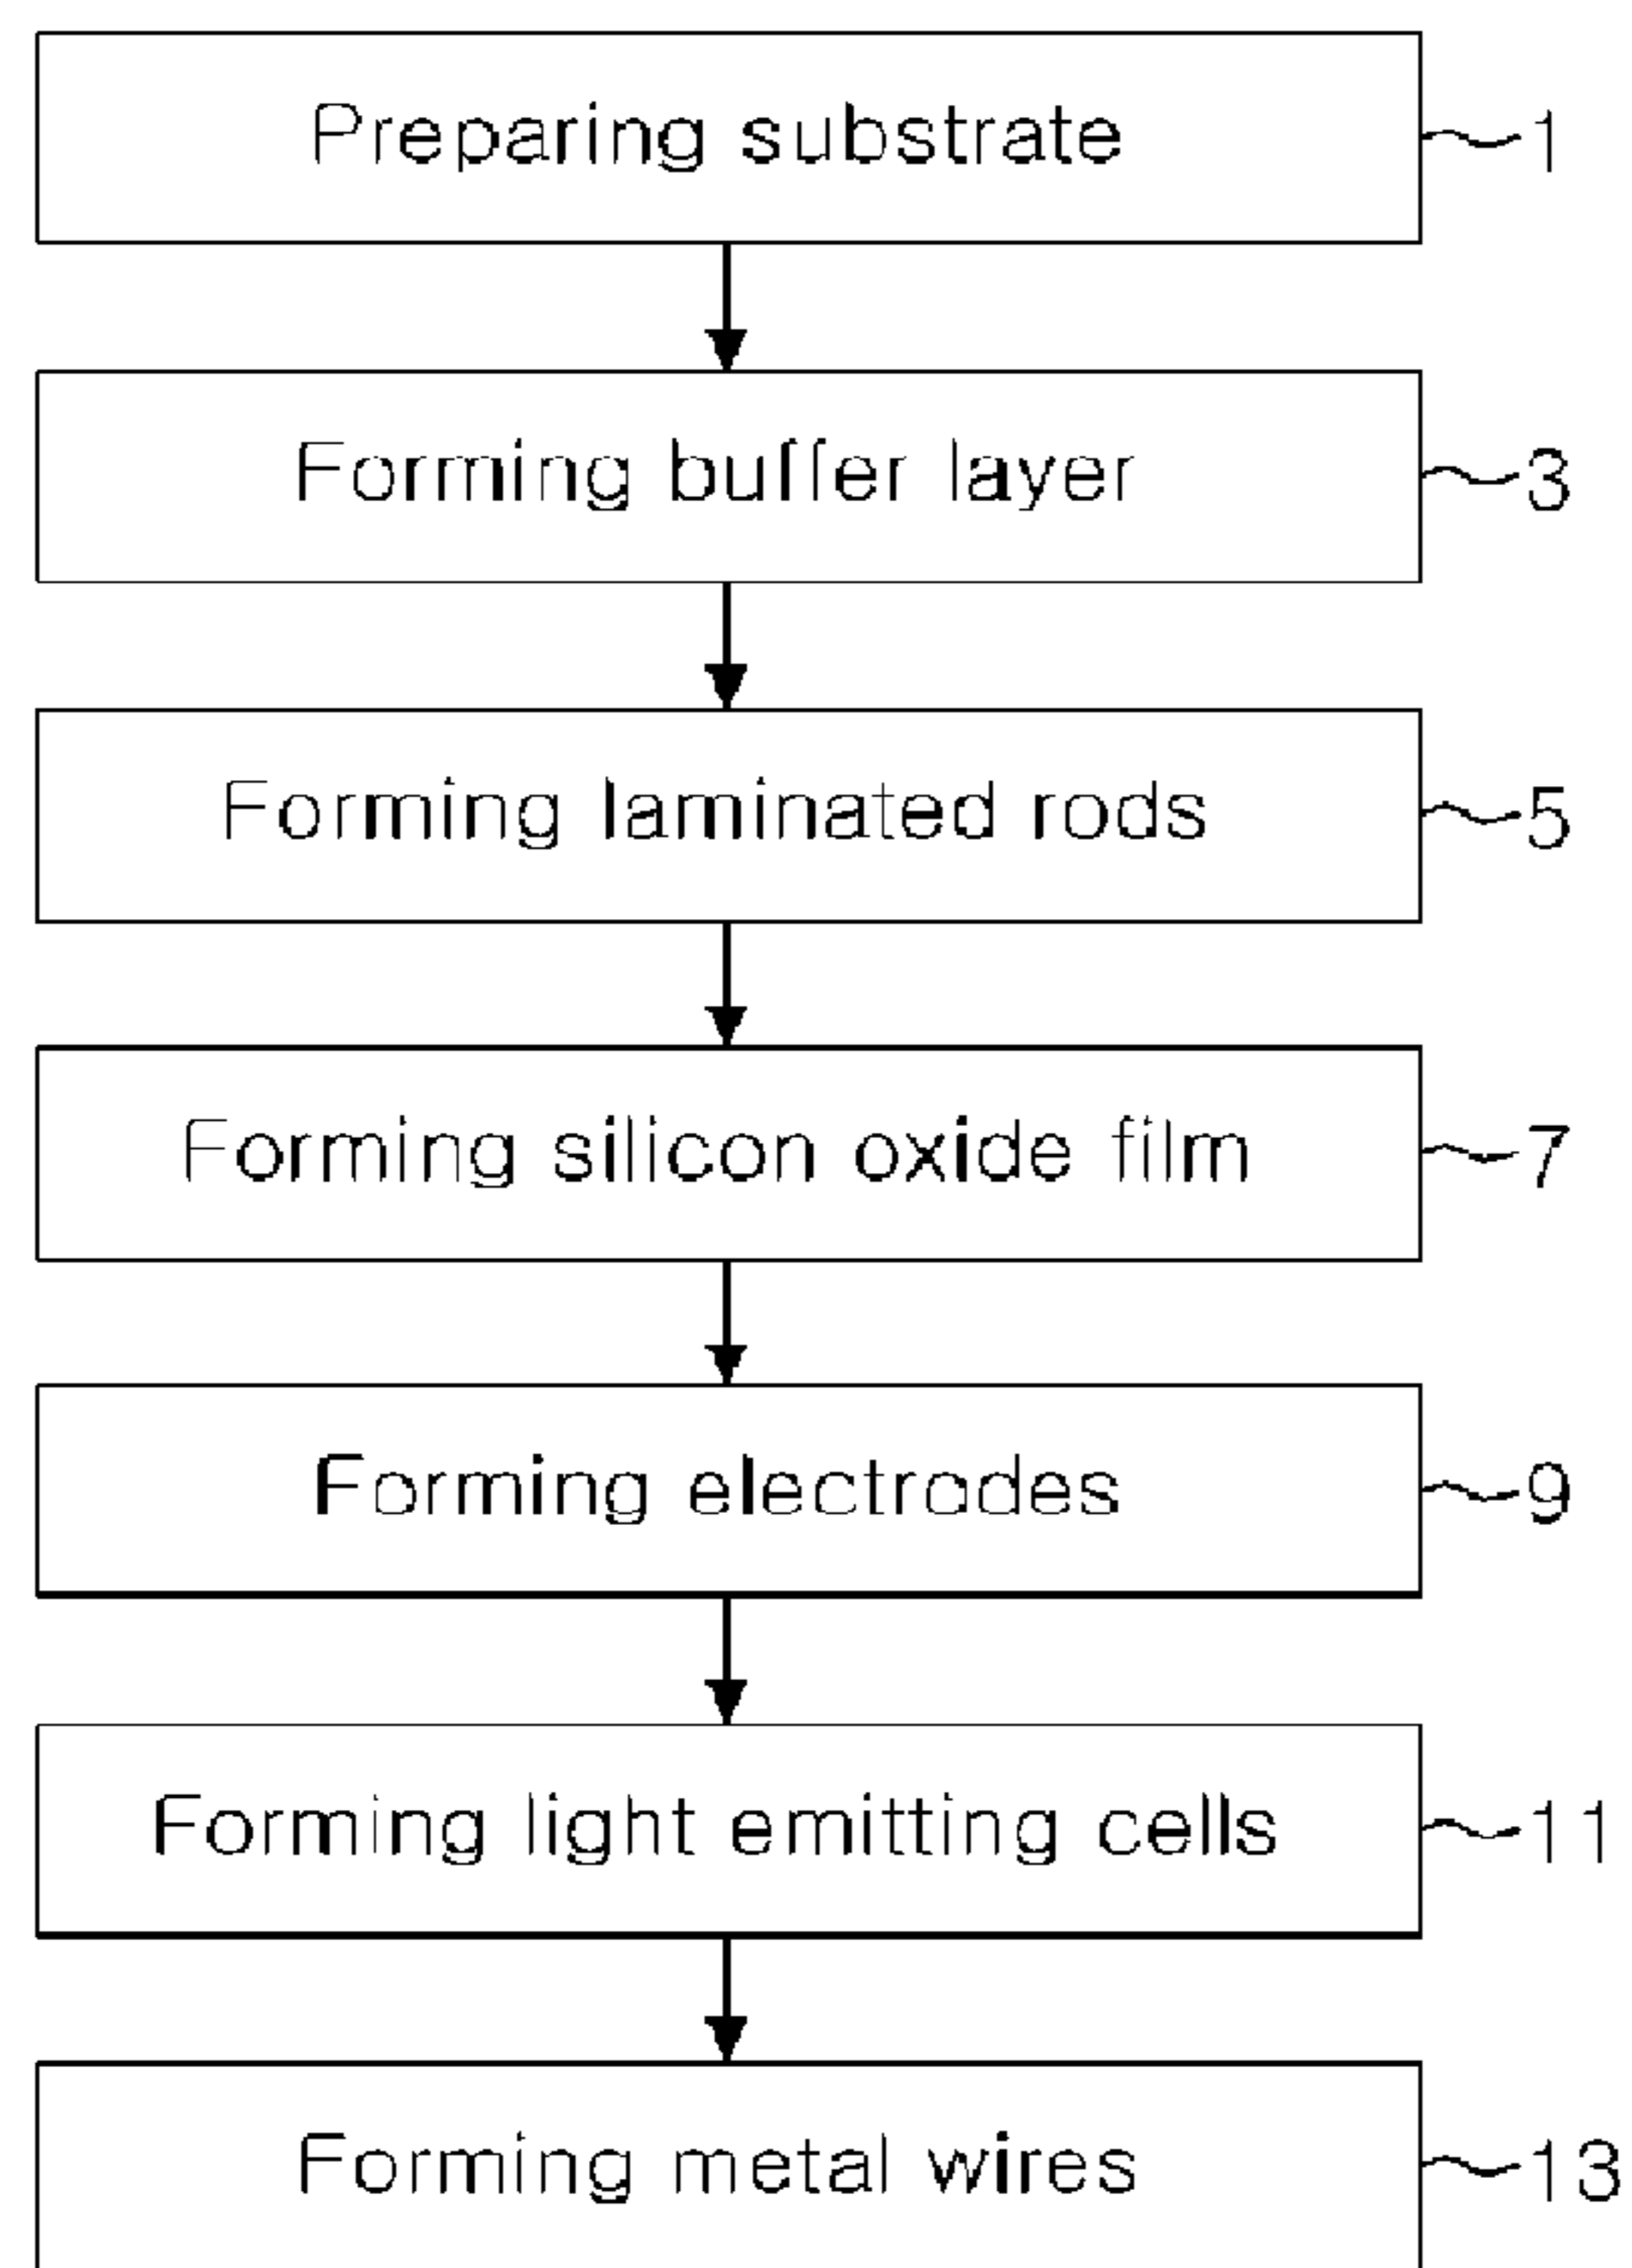 Preparing substrate 1
Forming buffer layer 3
Forming laminated rods 5
Forming silicon oxide film 7
Forming electrodes 9
Forming light emitting cells 11
Forming metal wires 13